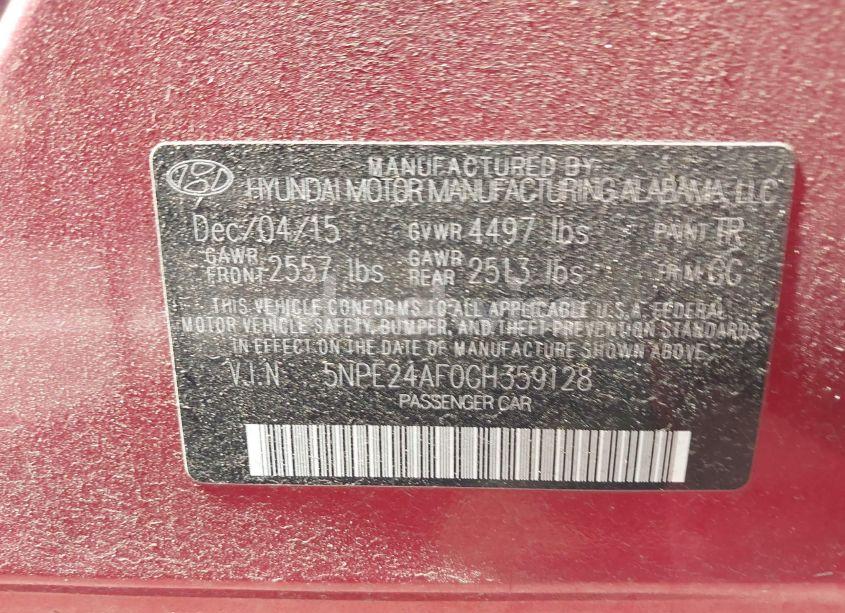 MANUFACTURED BY
HYUNDAI MOTOR MANUFACTURING ALABAMA, LLC
Dec/04/15 GVWR 4497 lbs PAINT TR
GAWR FRONT 2557 lbs GAWR REAR 2513 lbs TRIM GC
THIS VEHICLE CONFORMS TO ALL APPLICABLE U.S.A. FEDERAL
MOTOR VEHICLE SAFETY, BUMPER, AND THEFT PREVENTION STANDARDS
IN EFFECT ON THE DATE OF MANUFACTURE SHOWN ABOVE.
V.I.N 5NPE24AF0GH359128
PASSENGER CAR